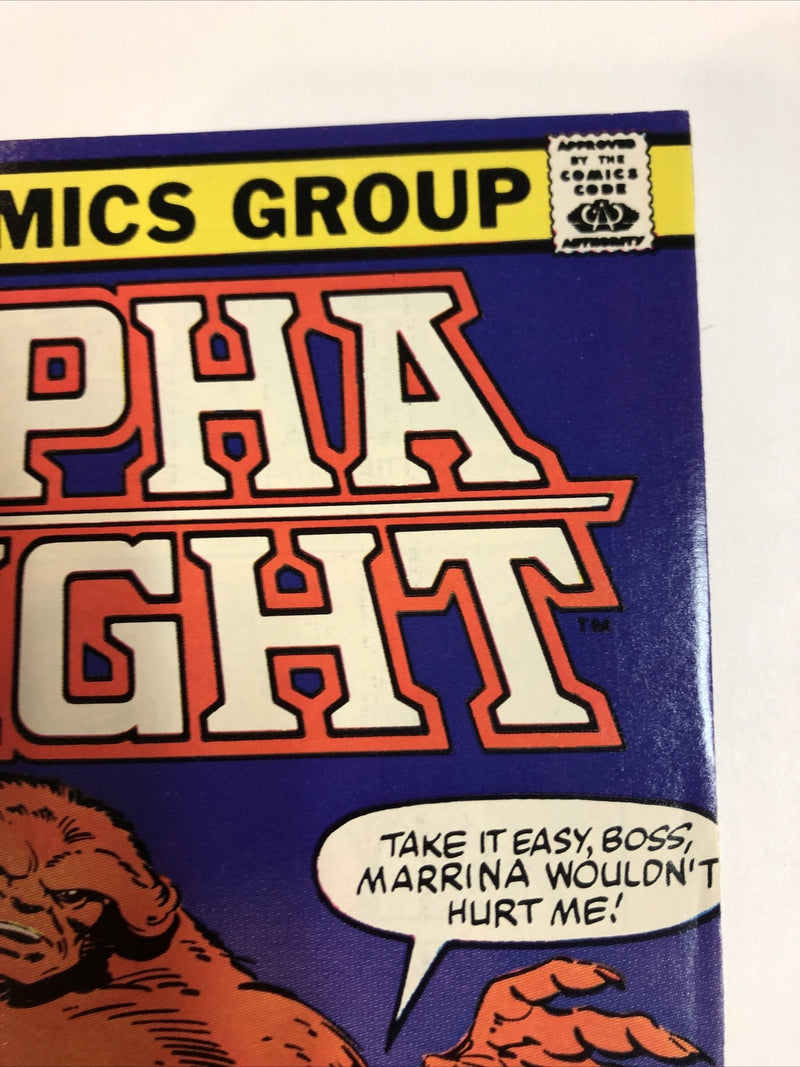 MICS GROUP
APPROVED
BY THE
COMICS
CODE
AUTHORITY
PHA
GHT
TM
TAKE IT EASY, BOSS,
MARRINA WOULDN'T
HURT ME!